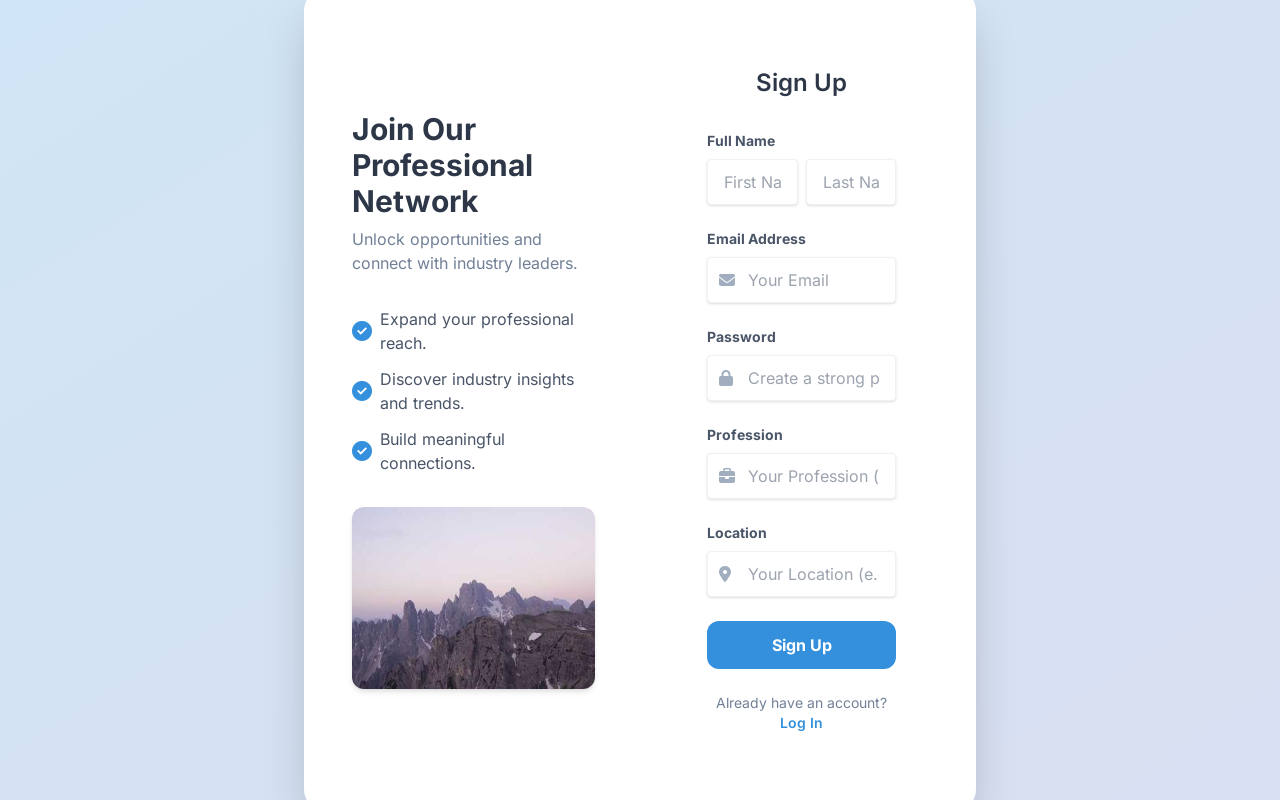 Join Our
Professional
Network
Unlock opportunities and
connect with industry leaders.
Expand your professional
reach.
Discover industry insights
and trends.
Build meaningful
connections.
Sign Up
Full Name
First Na
Last Na
Email Address
Your Email
Password
Create a strong p
Profession
Your Profession (
Location
Your Location (e.
Sign Up
Already have an account?
Log In